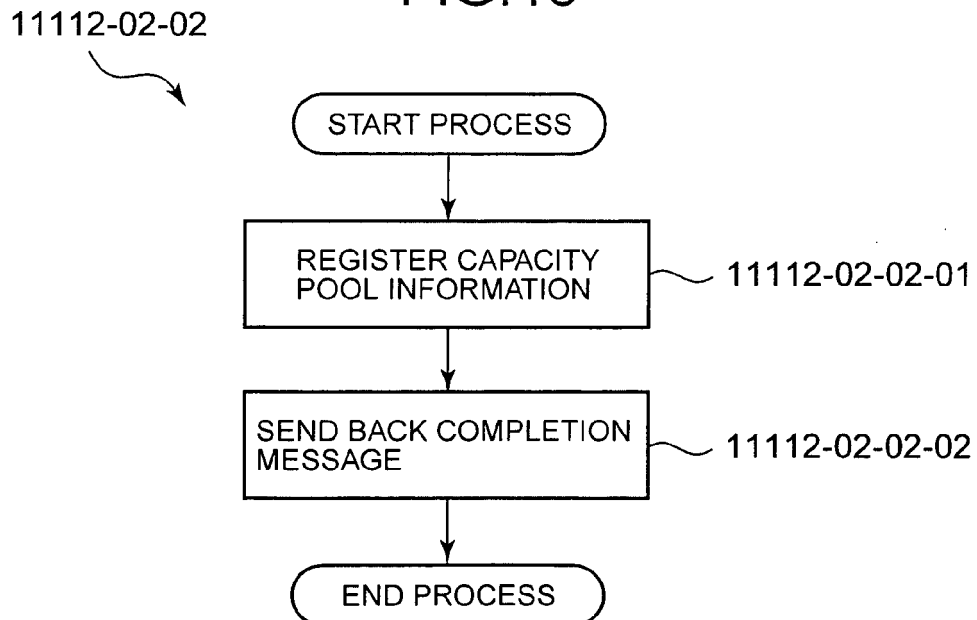 11112-02-02
START PROCESS
REGISTER CAPACITY
POOL INFORMATION
11112-02-02-01
SEND BACK COMPLETION
MESSAGE
11112-02-02-02
END PROCESS